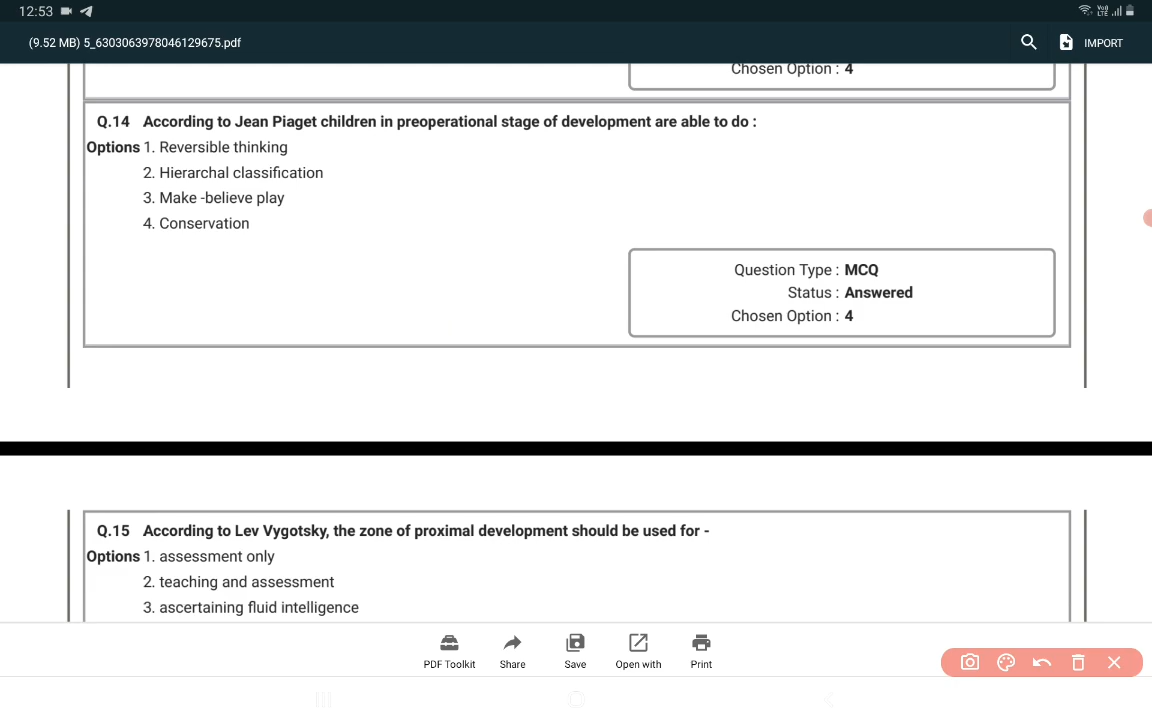 12:53
Vo)) LTE
(9.52 MB) 5_6303063978046129675.pdf
IMPORT
Chosen Option : 4
Q.14 According to Jean Piaget children in preoperational stage of development are able to do :
Options 1. Reversible thinking
2. Hierarchal classification
3. Make -believe play
4. Conservation
Question Type : MCQ
Status : Answered
Chosen Option : 4
Q.15 According to Lev Vygotsky, the zone of proximal development should be used for -
Options 1. assessment only
2. teaching and assessment
3. ascertaining fluid intelligence
PDF Toolkit Share Save Open with Print